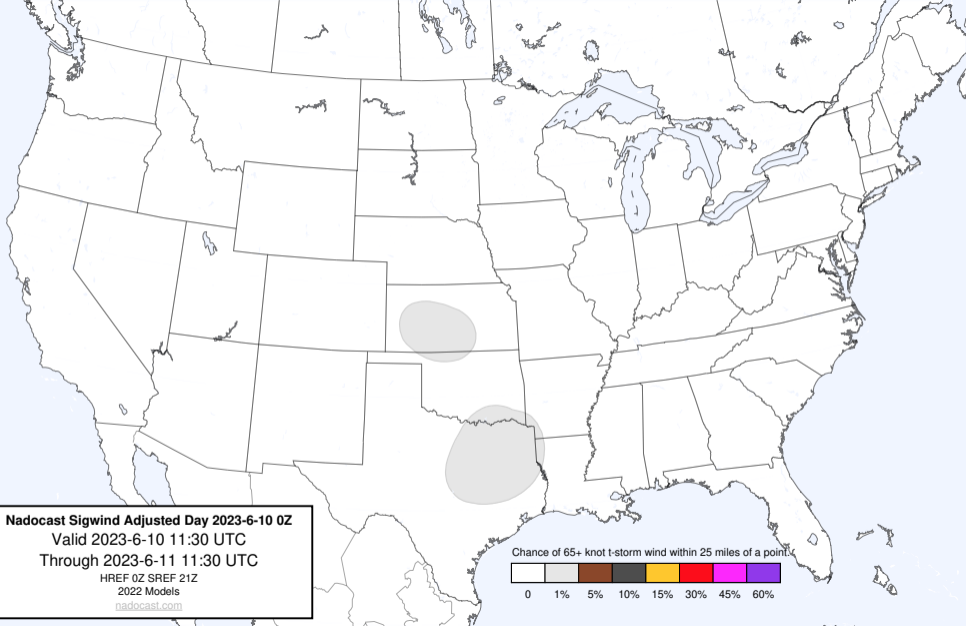 Nadocast Sigwind Adjusted Day 2023-6-10 0Z
Valid 2023-6-10 11:30 UTC
Through 2023-6-11 11:30 UTC
HREF 0Z SREF 21Z
2022 Models
nadocast.com
Chance of 65+ knot t-storm wind within 25 miles of a point.
0 1% 5% 10% 15% 30% 45% 60%